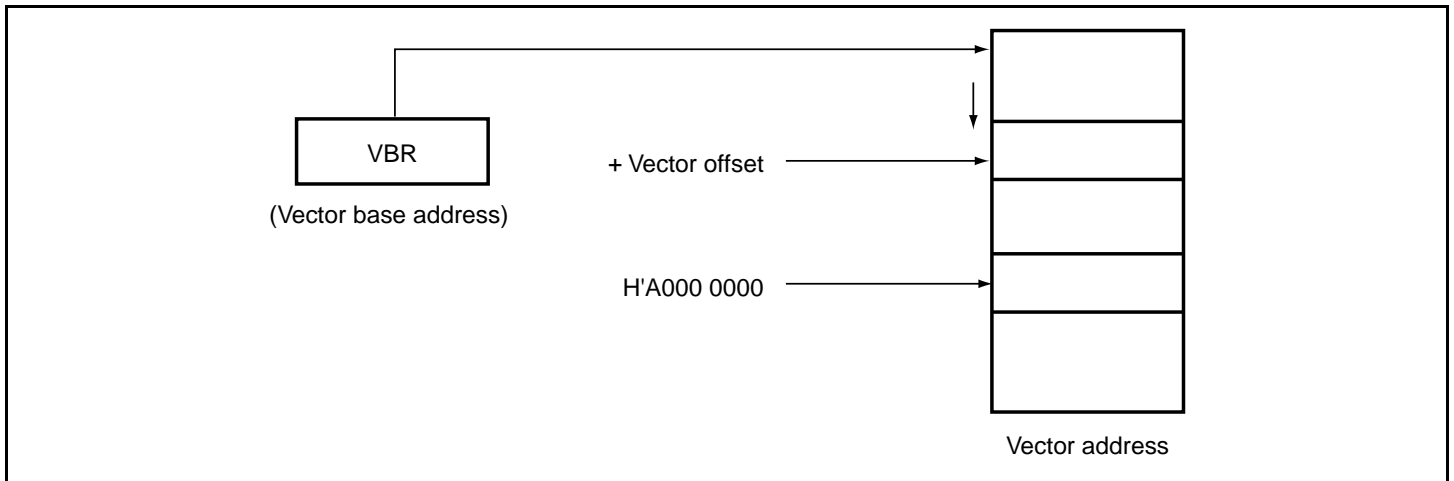 VBR
(Vector base address)
+ Vector offset
H'A000 0000
Vector address